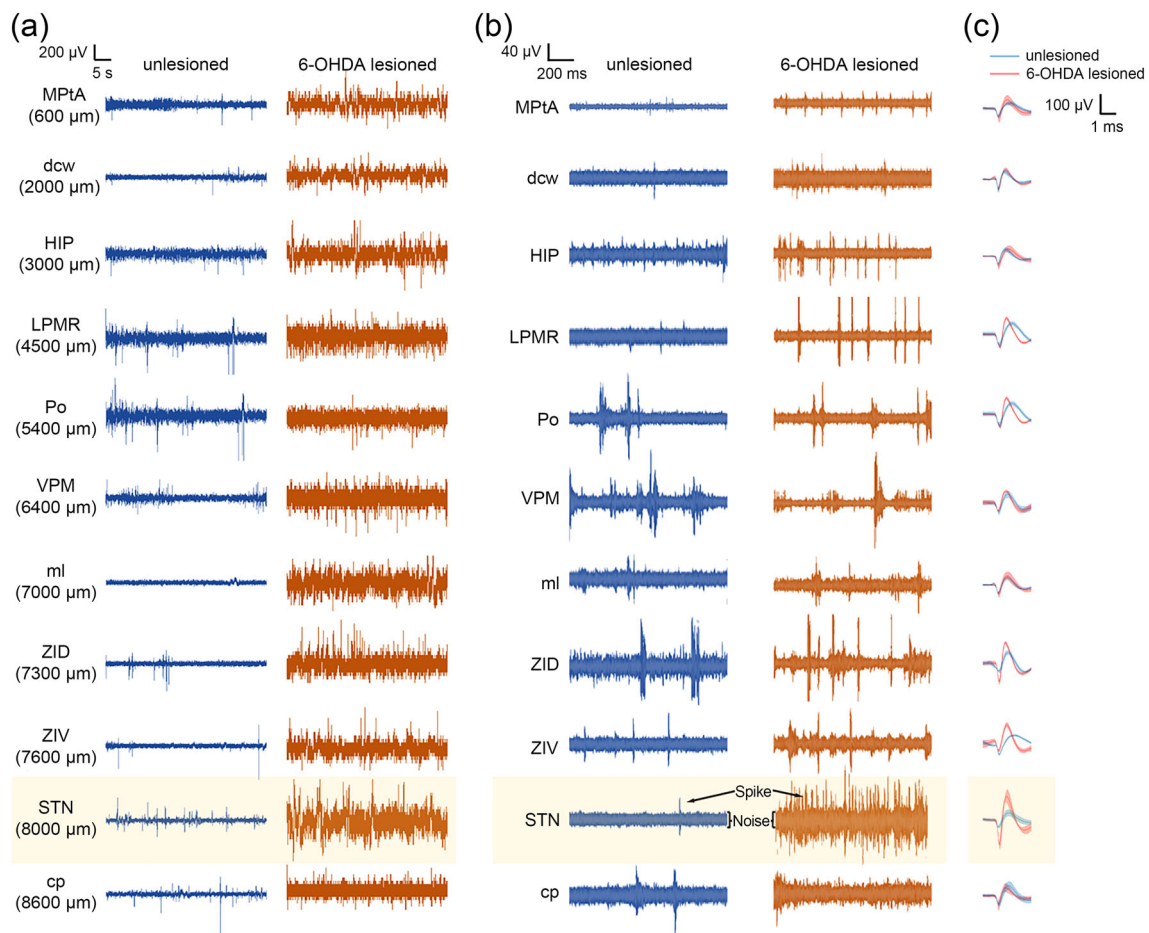 (a)
200 µV
5 s
unlesioned
6-OHDA lesioned
MPtA
(600 µm)
dcw
(2000 µm)
HIP
(3000 µm)
LPMR
(4500 µm)
Po
(5400 µm)
VPM
(6400 µm)
ml
(7000 µm)
ZID
(7300 µm)
ZIV
(7600 µm)
STN
(8000 µm)
cp
(8600 µm)
(b)
40 µV
200 ms
unlesioned
6-OHDA lesioned
MPtA
dcw
HIP
LPMR
Po
VPM
ml
ZID
ZIV
Spike
STN
}Noise{
cp
(c)
unlesioned
6-OHDA lesioned
100 µV
1 ms